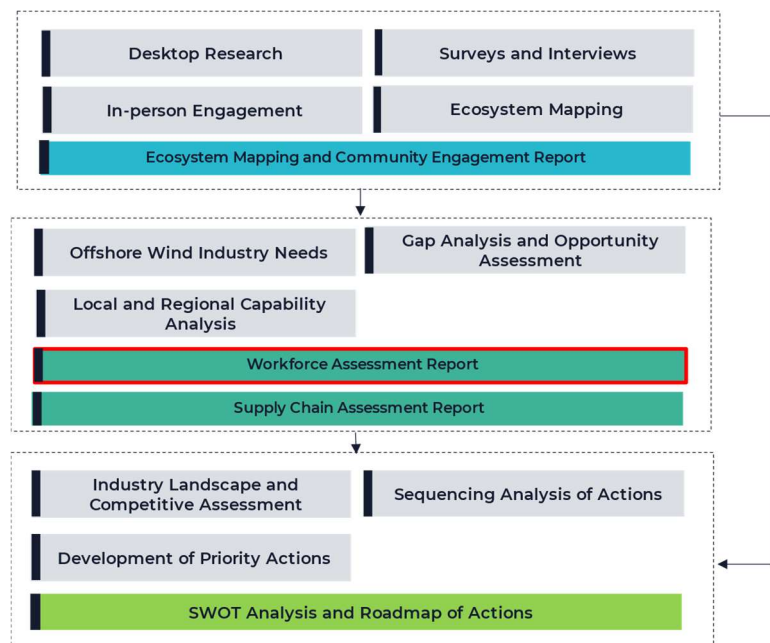 Desktop Research
Surveys and Interviews
In-person Engagement
Ecosystem Mapping
Ecosystem Mapping and Community Engagement Report
Offshore Wind Industry Needs
Gap Analysis and Opportunity
Assessment
Local and Regional Capability
Analysis
Workforce Assessment Report
Supply Chain Assessment Report
Industry Landscape and
Competitive Assessment
Sequencing Analysis of Actions
Development of Priority Actions
SWOT Analysis and Roadmap of Actions